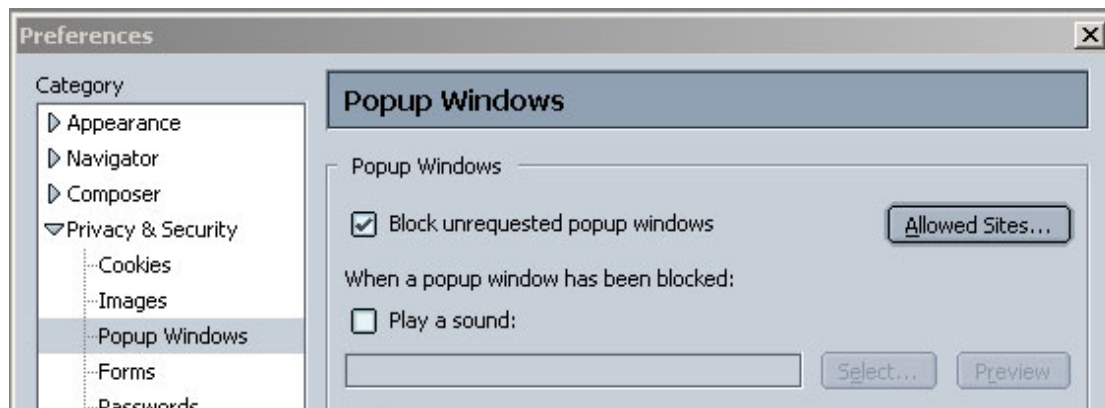 Preferences
Category
Appearance
Navigator
Composer
Privacy & Security
Cookies
Images
Popup Windows
Forms
Passwords
Popup Windows
Popup Windows
Block unrequested popup windows
Allowed Sites...
When a popup window has been blocked:
Play a sound:
Select...
Preview